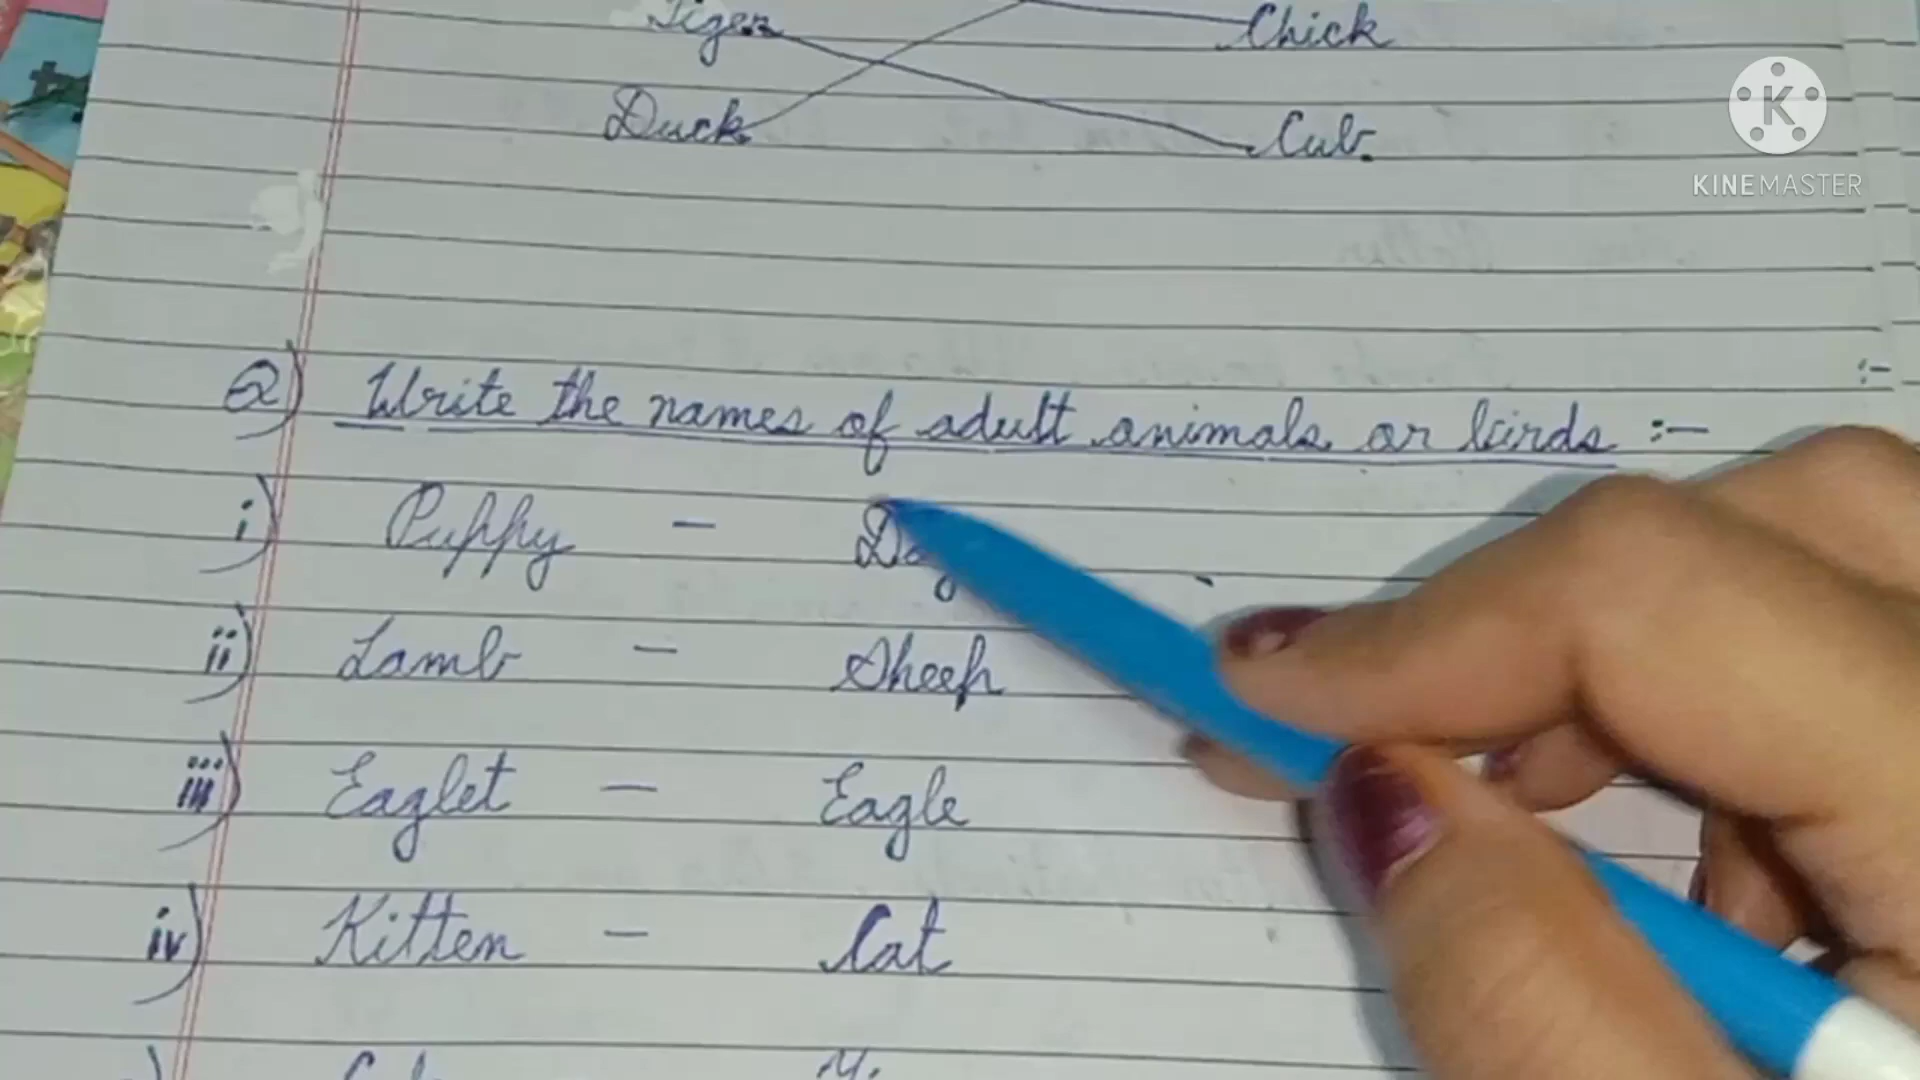 Tiger Chick
Duck Cub.
K
KINEMASTER
Q) Write the names of adult animals or birds :-
i) Puppy - Dog
ii) Lamb - Sheep
iii) Eaglet - Eagle
iv) Kitten - Cat